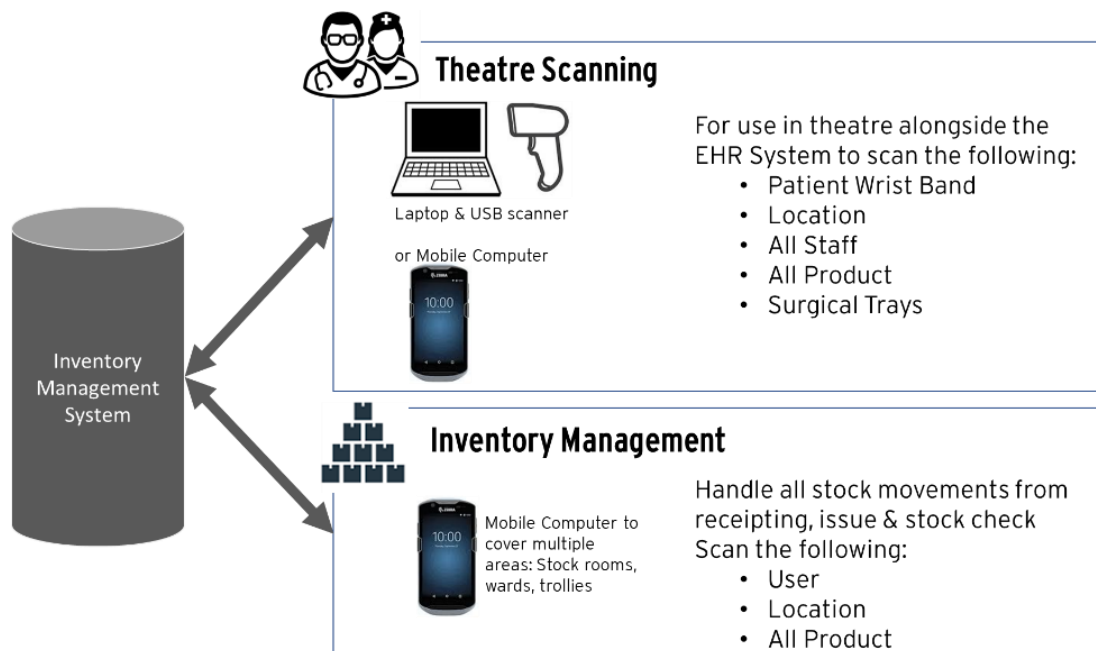 Theatre Scanning
Laptop & USB scanner
or Mobile Computer
10:00
For use in theatre alongside the
EHR System to scan the following:
• Patient Wrist Band
• Location
• All Staff
• All Product
• Surgical Trays
Inventory
Management
System
Inventory Management
10:00
Mobile Computer to
cover multiple
areas: Stock rooms,
wards, trollies
Handle all stock movements from
receipting, issue & stock check
Scan the following:
• User
• Location
• All Product